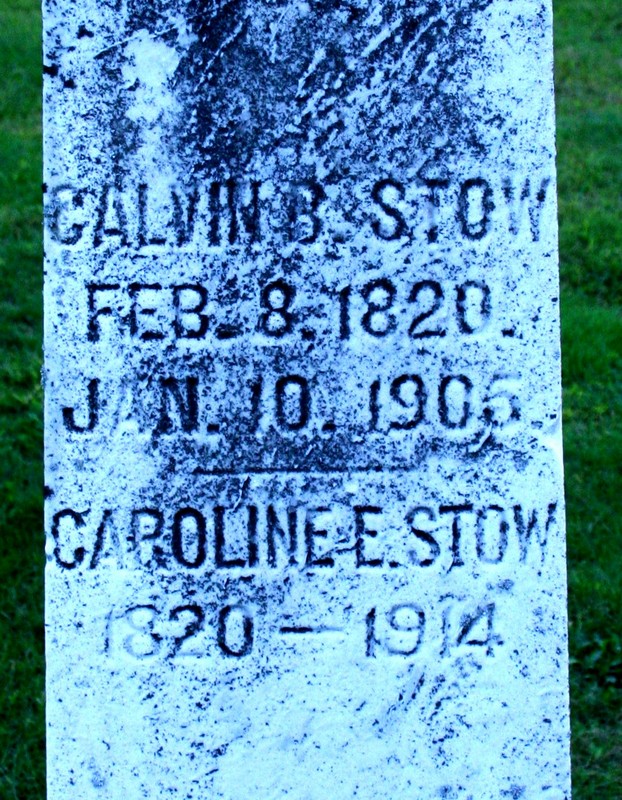 CALVIN B. STOW
FEB. 8, 1820.
JAN. 10. 1905.
CAROLINE E. STOW
1820 — 1914